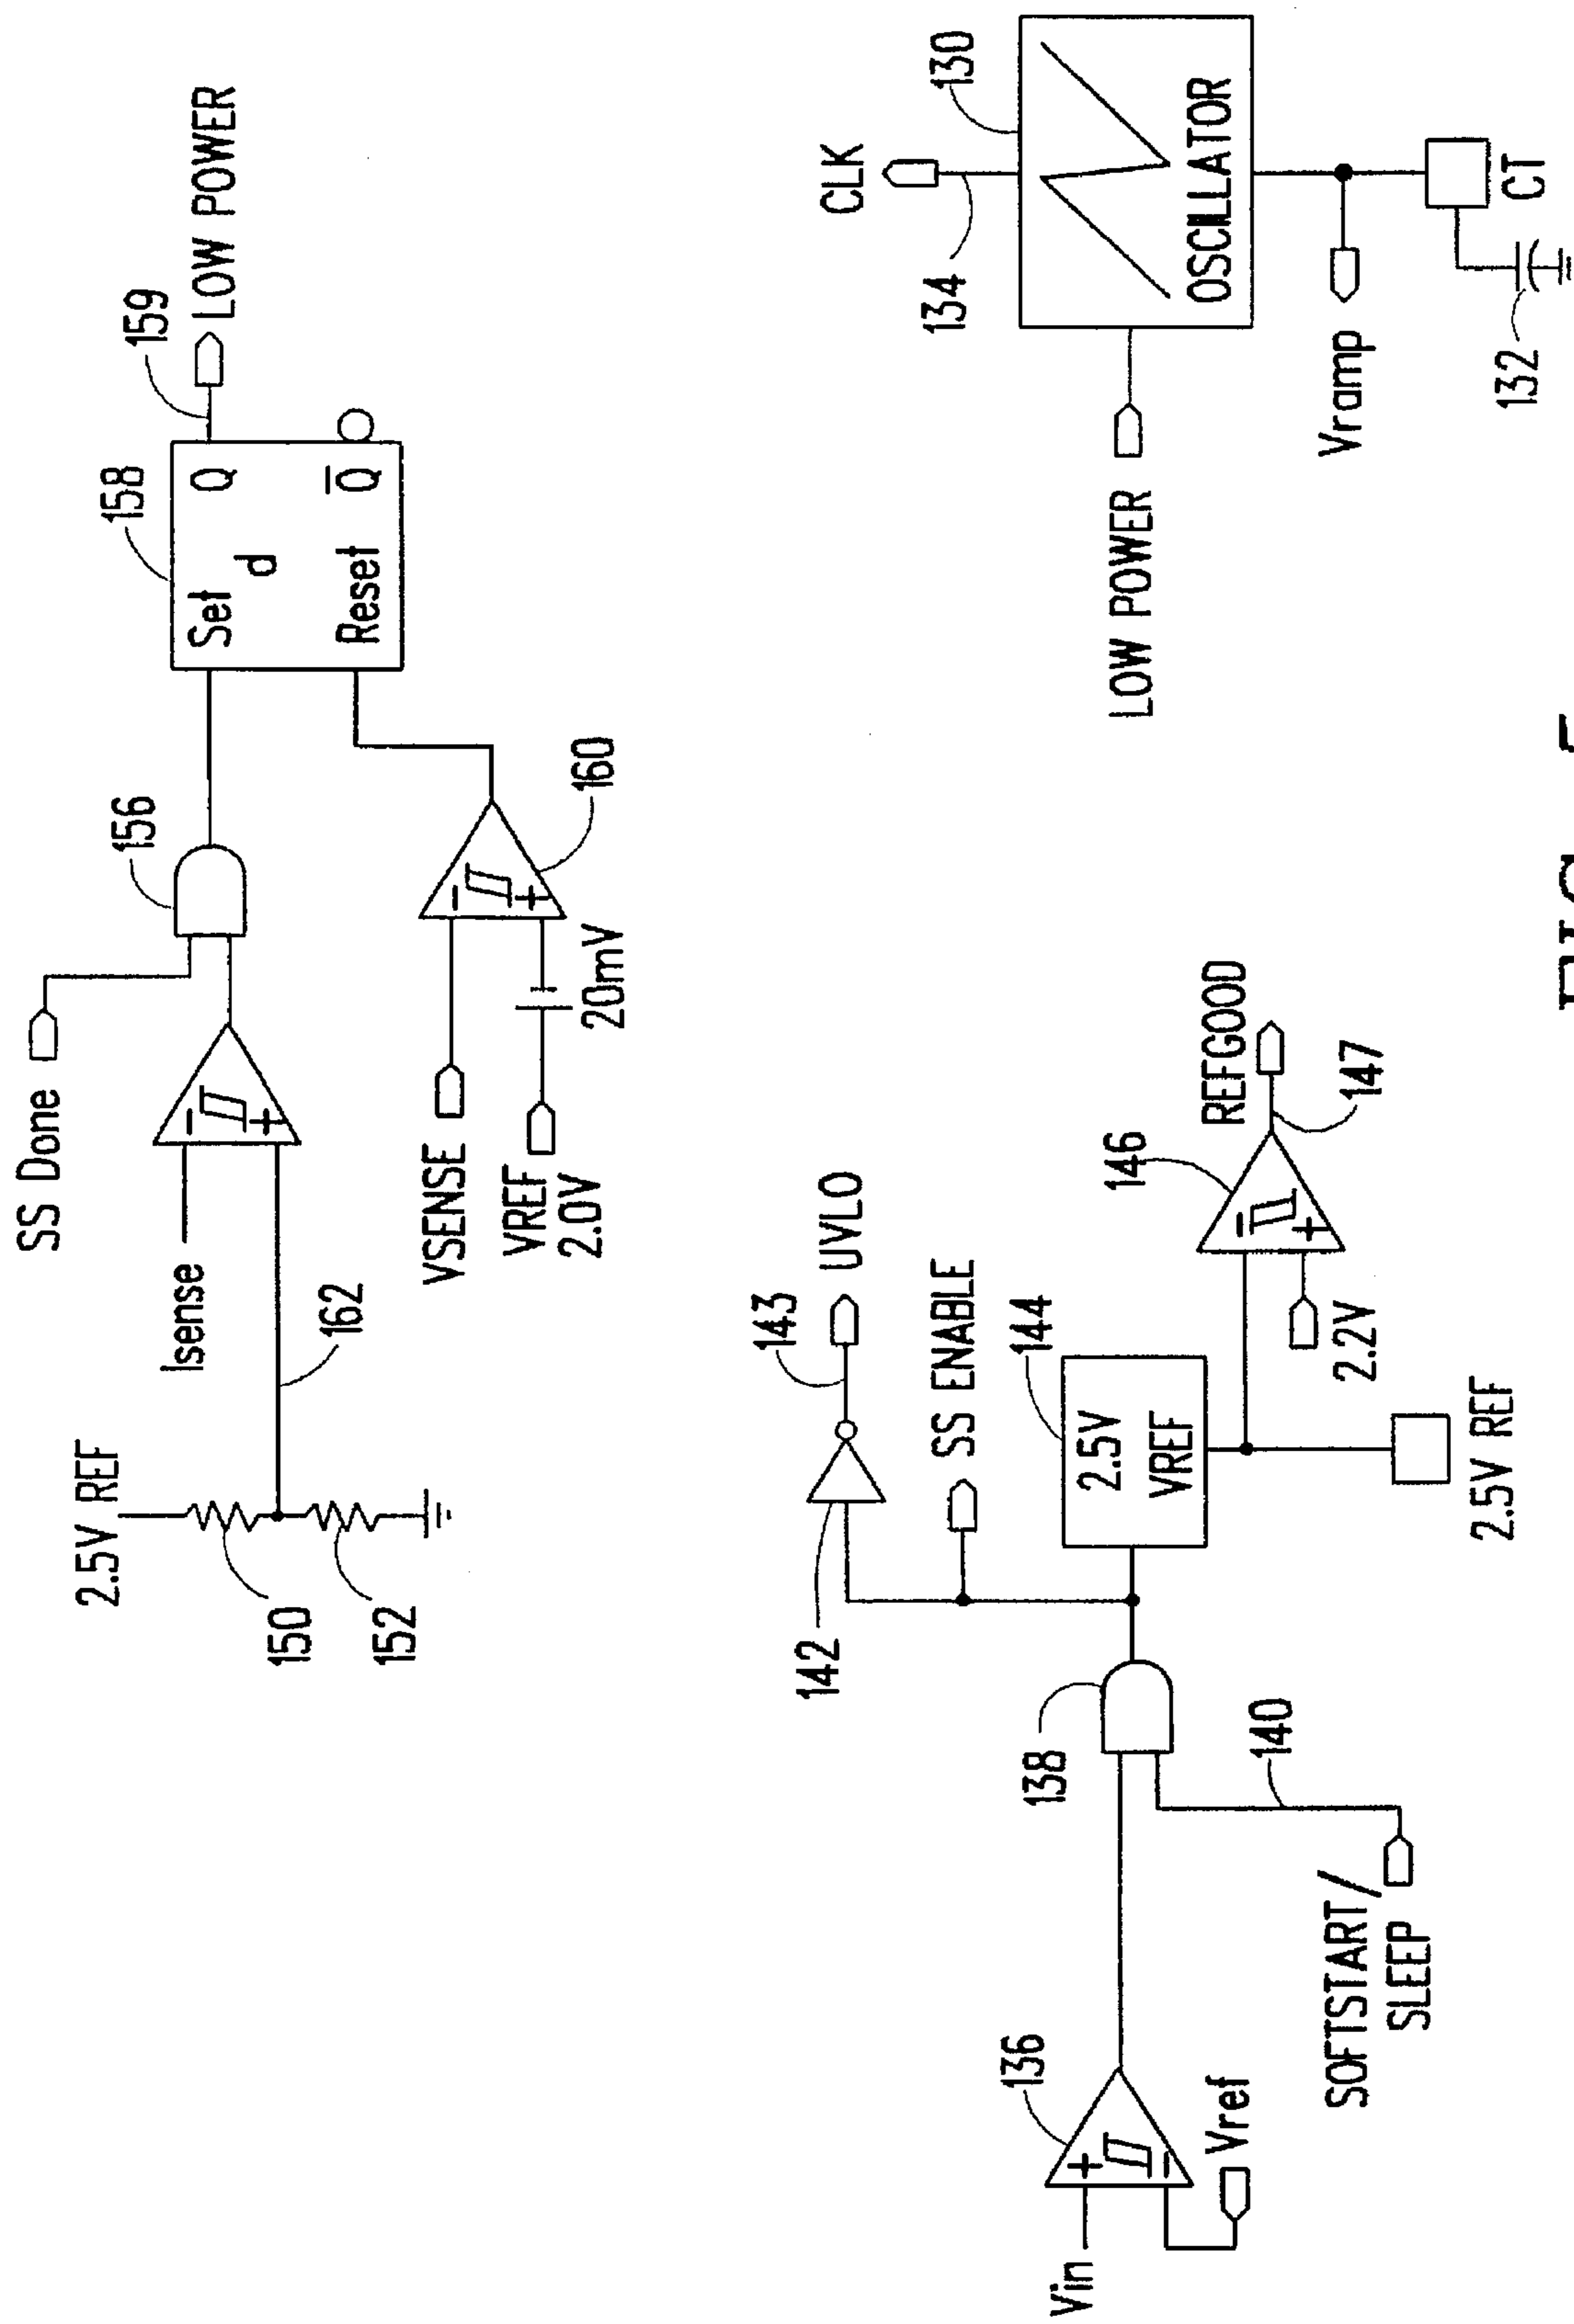 SS Done
2.5V REF
150
152
Isense
162
-
+
156
158
Set
d
Reset
Q
Q̅
159
LOW POWER
VSENSE
VREF
2.0V
20mV
-
+
160
Vin
136
+
-
Vref
138
SOFTSTART/
SLEEP
140
142
143
UVLO
SS ENABLE
144
2.5V
VREF
2.5V REF
2.2V
146
-
+
REFGOOD
147
LOW POWER
CLK
134
130
OSCILLATOR
Vramp
132
CT